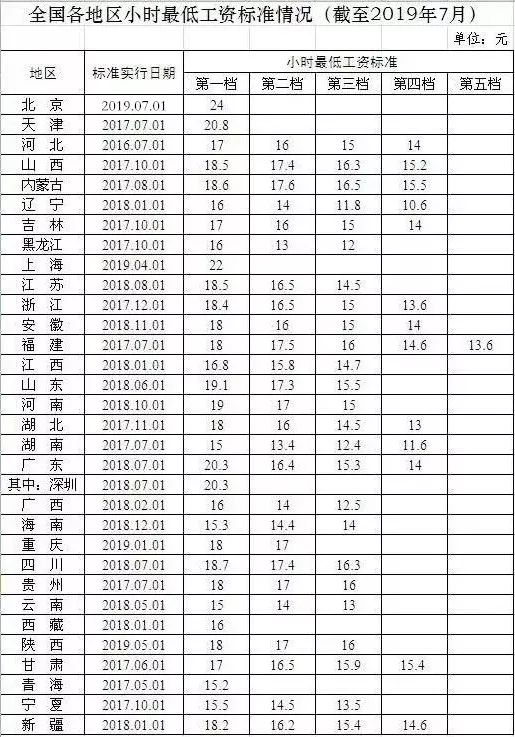 全国各地区小时最低工资标准情况（截至2019年7月）
单位：元
地区 标准实行日期 小时最低工资标准
第一档 第二档 第三档 第四档 第五档
北 京 2019.07.01 24
天 津 2017.07.01 20.8
河 北 2016.07.01 17 16 15 14
山 西 2017.10.01 18.5 17.4 16.3 15.2
内蒙古 2017.08.01 18.6 17.6 16.5 15.5
辽 宁 2018.01.01 16 14 11.8 10.6
吉 林 2017.10.01 17 16 15 14
黑龙江 2017.10.01 16 13 12
上 海 2019.04.01 22
江 苏 2018.08.01 18.5 16.5 14.5
浙 江 2017.12.01 18.4 16.5 15 13.6
安 徽 2018.11.01 18 16 15 14
福 建 2017.07.01 18 17.5 16 14.6 13.6
江 西 2018.01.01 16.8 15.8 14.7
山 东 2018.06.01 19.1 17.3 15.5
河 南 2018.10.01 19 17 15
湖 北 2017.11.01 18 16 14.5 13
湖 南 2017.07.01 15 13.4 12.4 11.6
广 东 2018.07.01 20.3 16.4 15.3 14
其中：深圳 2018.07.01 20.3
广 西 2018.02.01 16 14 12.5
海 南 2018.12.01 15.3 14.4 14
重 庆 2019.01.01 18 17
四 川 2018.07.01 18.7 17.4 16.3
贵 州 2017.07.01 18 17 16
云 南 2018.05.01 15 14 13
西 藏 2018.01.01 16
陕 西 2019.05.01 18 17 16
甘 肃 2017.06.01 17 16.5 15.9 15.4
青 海 2017.05.01 15.2
宁 夏 2017.10.01 15.5 14.5 13.5
新 疆 2018.01.01 18.2 16.2 15.4 14.6